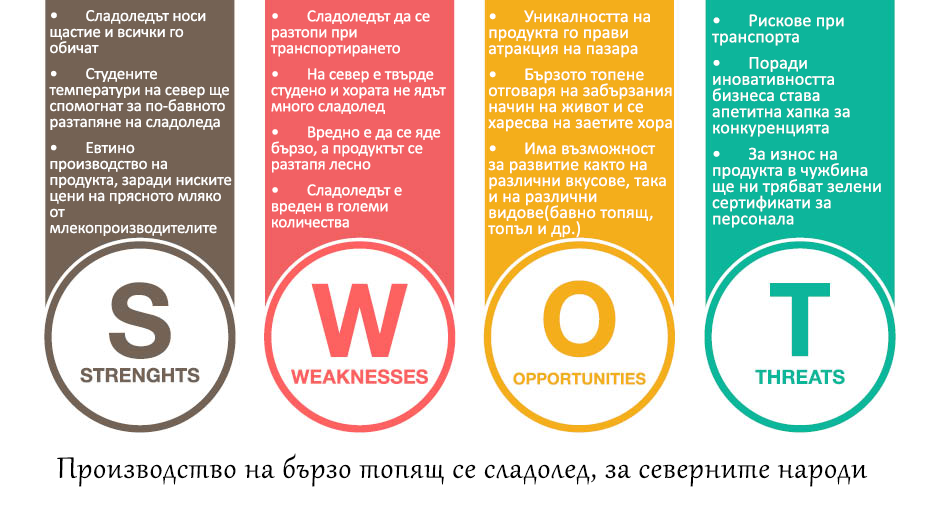 • Сладоледът носи
щастие и всички го
обичат
• Студените
температури на север ще
спомогнат за по-бавното
разтапяне на сладоледа
• Евтино
производство на
продукта, заради ниските
цени на прясното мляко
от
млекопроизводителите
S
STRENGHTS
• Сладоледът да се
разтопи при
транспортирането
• На север е твърде
студено и хората не ядът
много сладолед
• Вредно е да се яде
бързо, а продуктът се
разтапя лесно
• Сладоледът е
вреден в големи
количества
W
WEAKNESSES
• Уникалността на
продукта го прави
атракция на пазара
• Бързото топене
отговаря на забързания
начин на живот и се
харесва на заетите хора
• Има възможност
за развитие както на
различни вкусове, така
и на различни
видове(бавно топящ,
топъл и др.)
O
OPPORTUNITIES
• Рискове при
транспорта
• Поради
иновативността
бизнеса става
апетитна хапка за
конкуренцията
• За износ на
продукта в чужбина
ще ни трябват зелени
сертификати за
персонала
T
THREATS
Производство на бързо топящ се сладолед, за северните народи